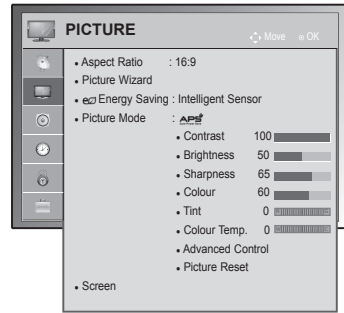 PICTURE
Move OK
• Aspect Ratio : 16:9
• Picture Wizard
• Energy Saving : Intelligent Sensor
• Picture Mode : APS
• Contrast 100
• Brightness 50
• Sharpness 65
• Colour 60
• Tint 0
• Colour Temp. 0
• Advanced Control
• Picture Reset
• Screen